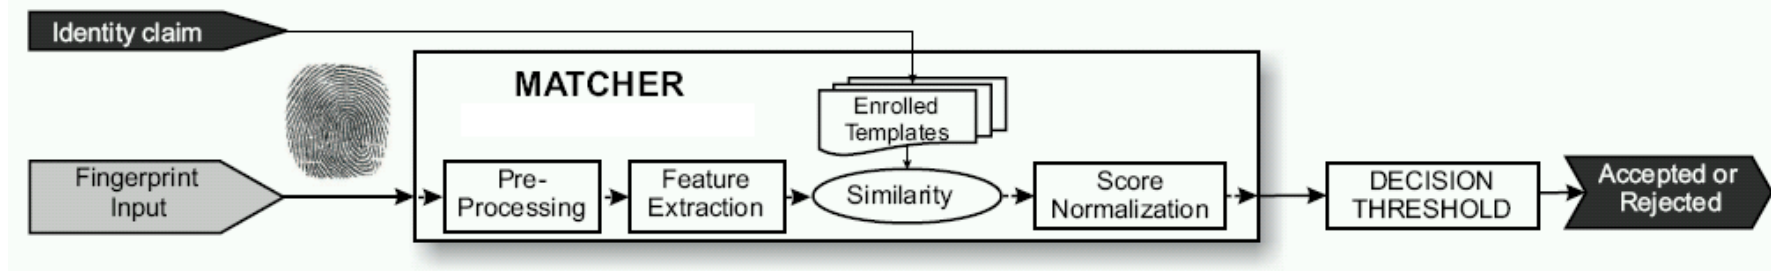 Identity claim
MATCHER
Enrolled
Templates
Fingerprint
Input
Pre-
Processing
Feature
Extraction
Similarity
Score
Normalization
DECISION
THRESHOLD
Accepted or
Rejected